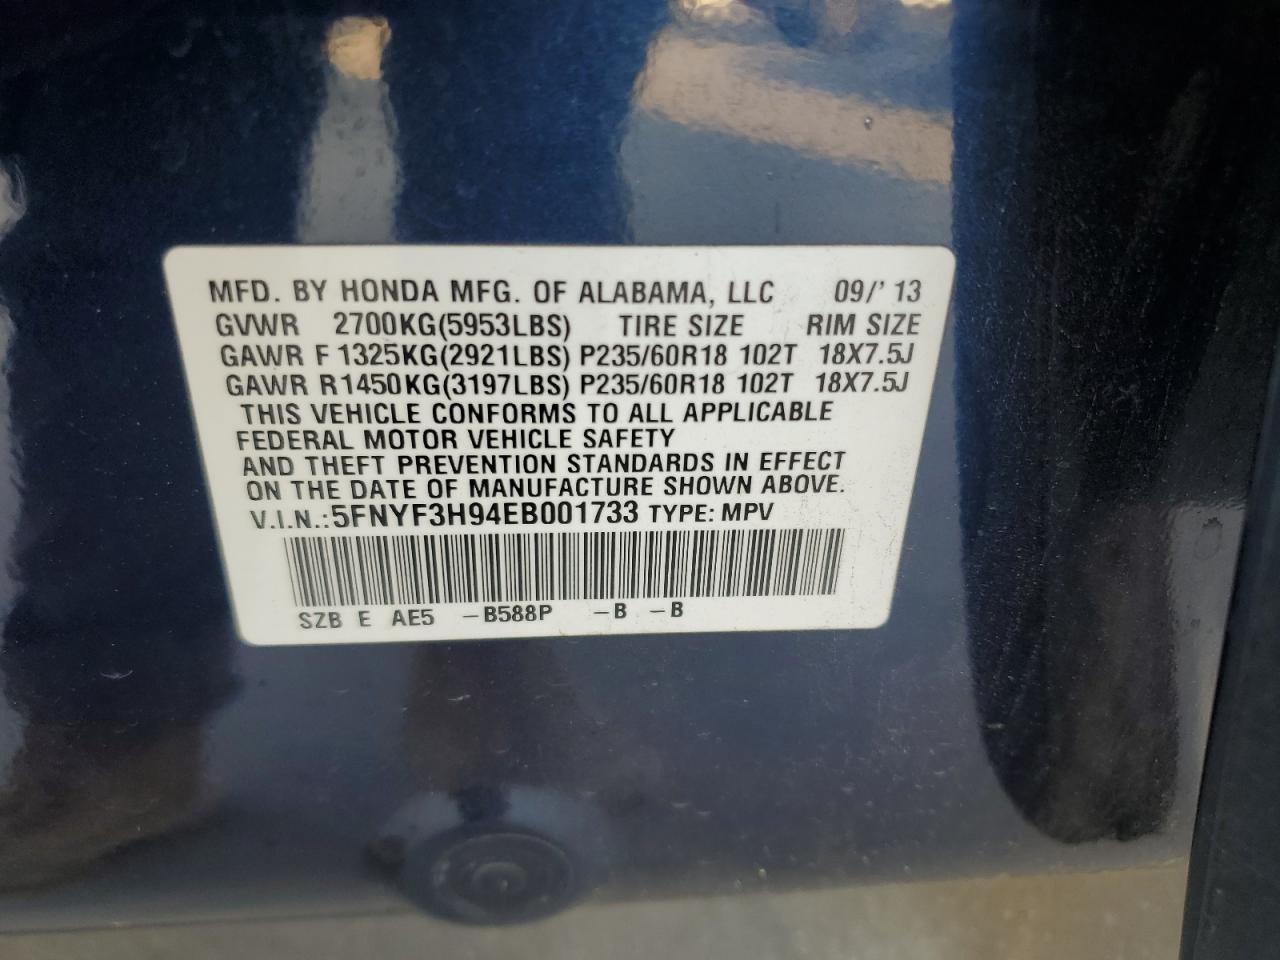 MFD. BY HONDA MFG. OF ALABAMA, LLC 09/' 13
GVWR 2700KG(5953LBS) TIRE SIZE RIM SIZE
GAWR F 1325KG(2921LBS) P235/60R18 102T 18X7.5J
GAWR R1450KG(3197LBS) P235/60R18 102T 18X7.5J
THIS VEHICLE CONFORMS TO ALL APPLICABLE
FEDERAL MOTOR VEHICLE SAFETY
AND THEFT PREVENTION STANDARDS IN EFFECT
ON THE DATE OF MANUFACTURE SHOWN ABOVE.
V.I.N.:5FNYF3H94EB001733 TYPE: MPV
SZB E AE5 -B588P -B -B